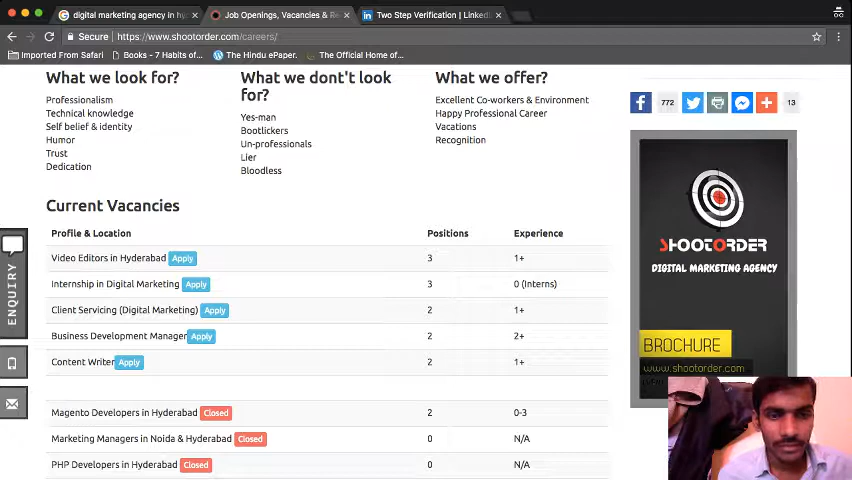 digital marketing agency in hy
Job Openings, Vacancies & Re
Two Step Verification | LinkedI
Secure
https://www.shootorder.com/careers/
Imported From Safari
Books - 7 Habits of...
The Hindu ePaper.
The Official Home of...
What we look for?
Professionalism
Technical knowledge
Self belief & identity
Humor
Trust
Dedication
What we dont't look
for?
Yes-man
Bootlickers
Un-professionals
Lier
Bloodless
What we offer?
Excellent Co-workers & Environment
Happy Professional Career
Vacations
Recognition
772
13
Current Vacancies
Profile & Location Positions Experience
Video Editors in Hyderabad Apply 3 1+
Internship in Digital Marketing Apply 3 0 (Interns)
Client Servicing (Digital Marketing) Apply 2 1+
Business Development Manager Apply 2 2+
Content Writer Apply 2 1+
Magento Developers in Hyderabad Closed 2 0-3
Marketing Managers in Noida & Hyderabad Closed 0 N/A
PHP Developers in Hyderabad Closed 0 N/A
ENQUIRY
SHOOTORDER
DIGITAL MARKETING AGENCY
BROCHURE
www.shootorder.com